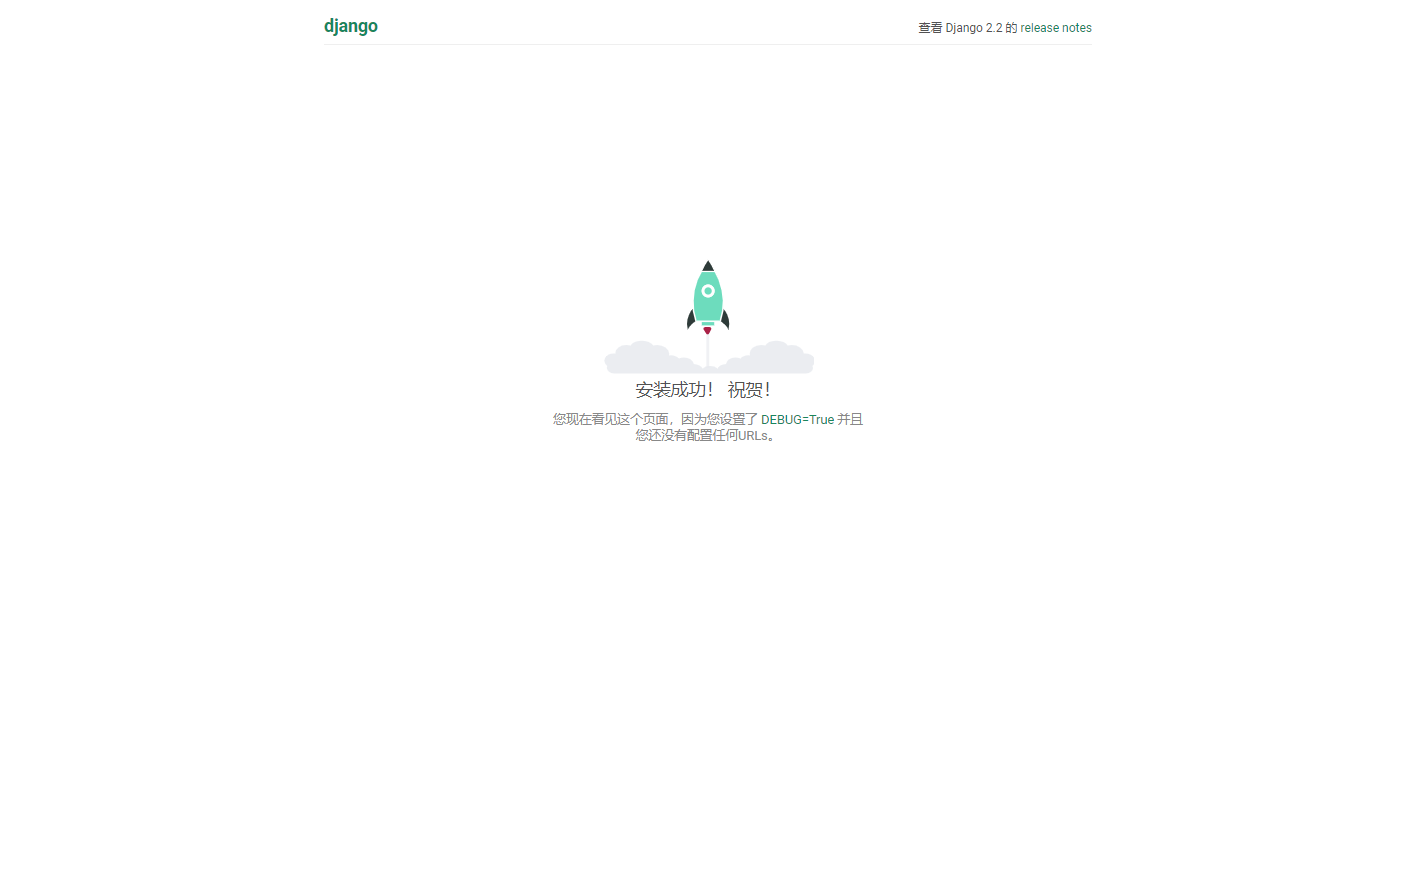 django
查看 Django 2.2 的 release notes
安装成功！ 祝贺！
您现在看见这个页面，因为您设置了 DEBUG=True 并且
您还没有配置任何URLs。